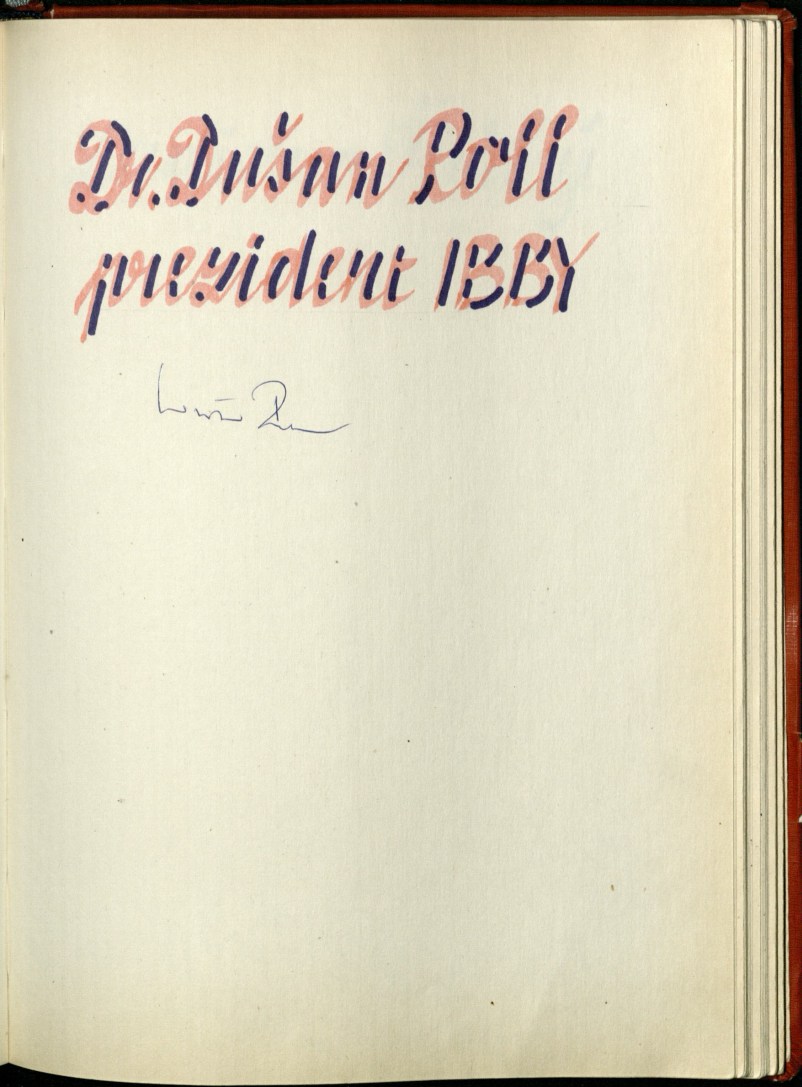 Dr. Dušan Roll
prezident IBBY